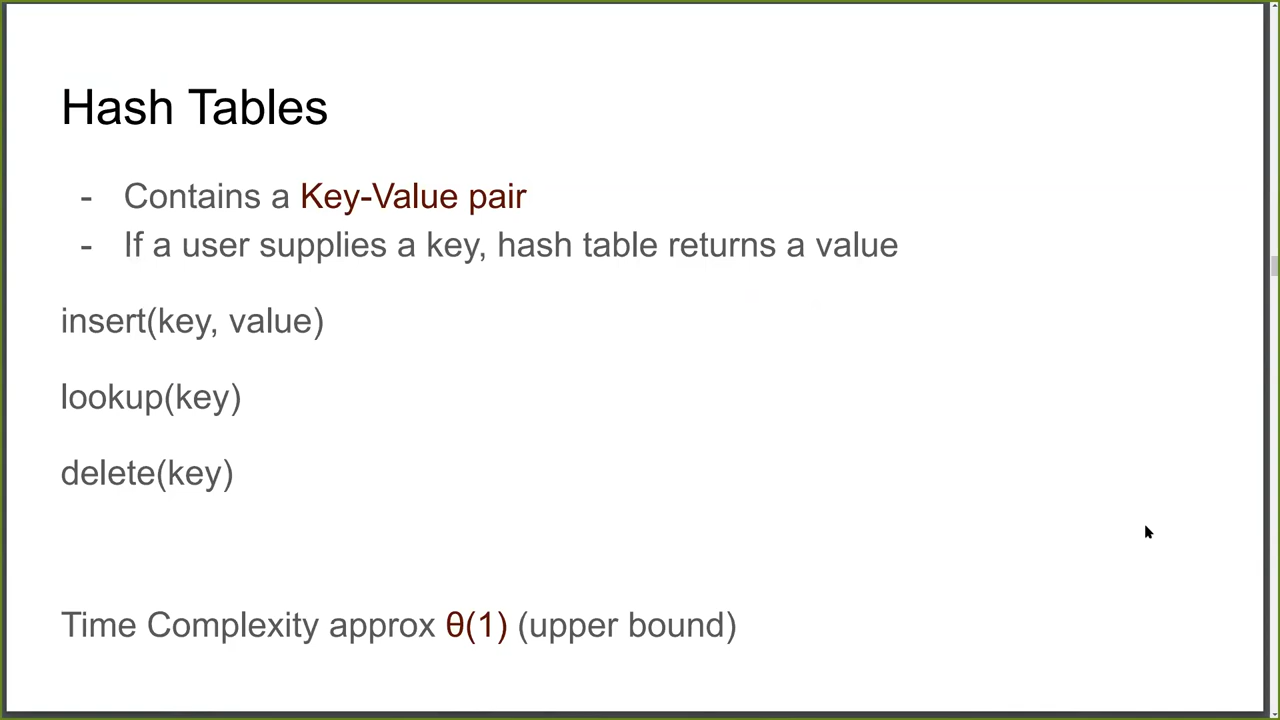 Hash Tables
- Contains a Key-Value pair
- If a user supplies a key, hash table returns a value
insert(key, value)
lookup(key)
delete(key)
Time Complexity approx θ(1) (upper bound)